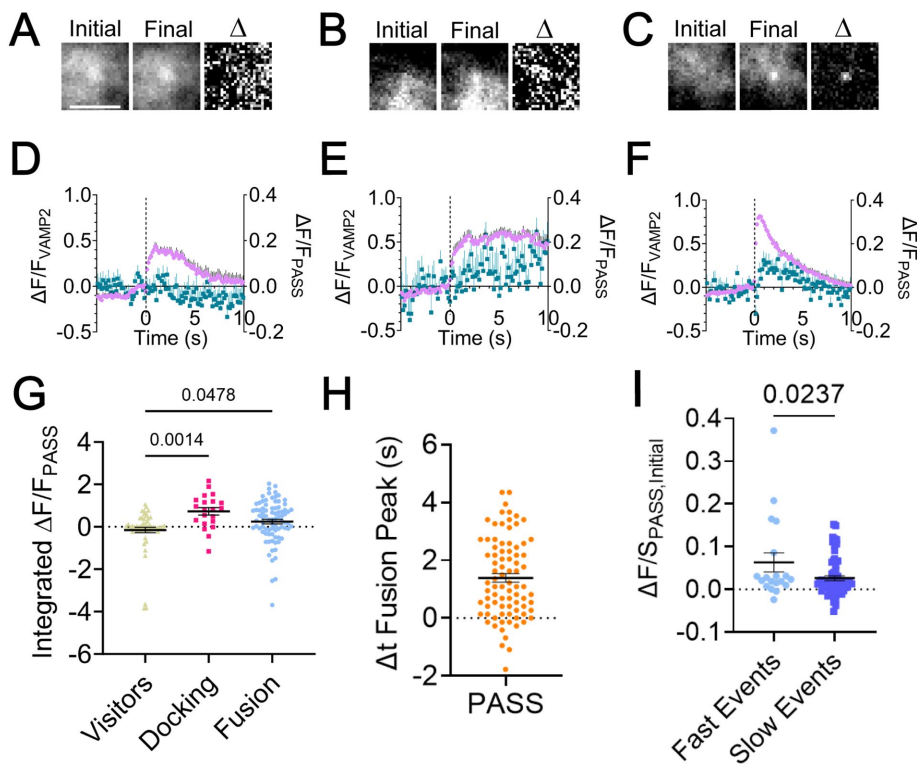 A Initial Final Δ
B Initial Final Δ
C Initial Final Δ
D
ΔF/F_VAMP2
1.0
0.5
0.0
-0.5
0 5 10
Time (s)
0.4
0.2
0.0
-0.2
ΔF/F_PASS
E
ΔF/F_VAMP2
1.0
0.5
0.0
-0.5
0 5 10
Time (s)
0.4
0.2
0.0
-0.2
ΔF/F_PASS
F
ΔF/F_VAMP2
1.0
0.5
0.0
-0.5
0 5 10
Time (s)
0.4
0.2
0.0
-0.2
ΔF/F_PASS
G
0.0478
0.0014
Integrated ΔF/F_PASS
4
2
0
-2
-4
-6
Visitors
Docking
Fusion
H
Δt Fusion Peak (s)
6
4
2
0
-2
PASS
I
0.0237
ΔF/S_PASS,Initial
0.4
0.3
0.2
0.1
0.0
-0.1
Fast Events
Slow Events